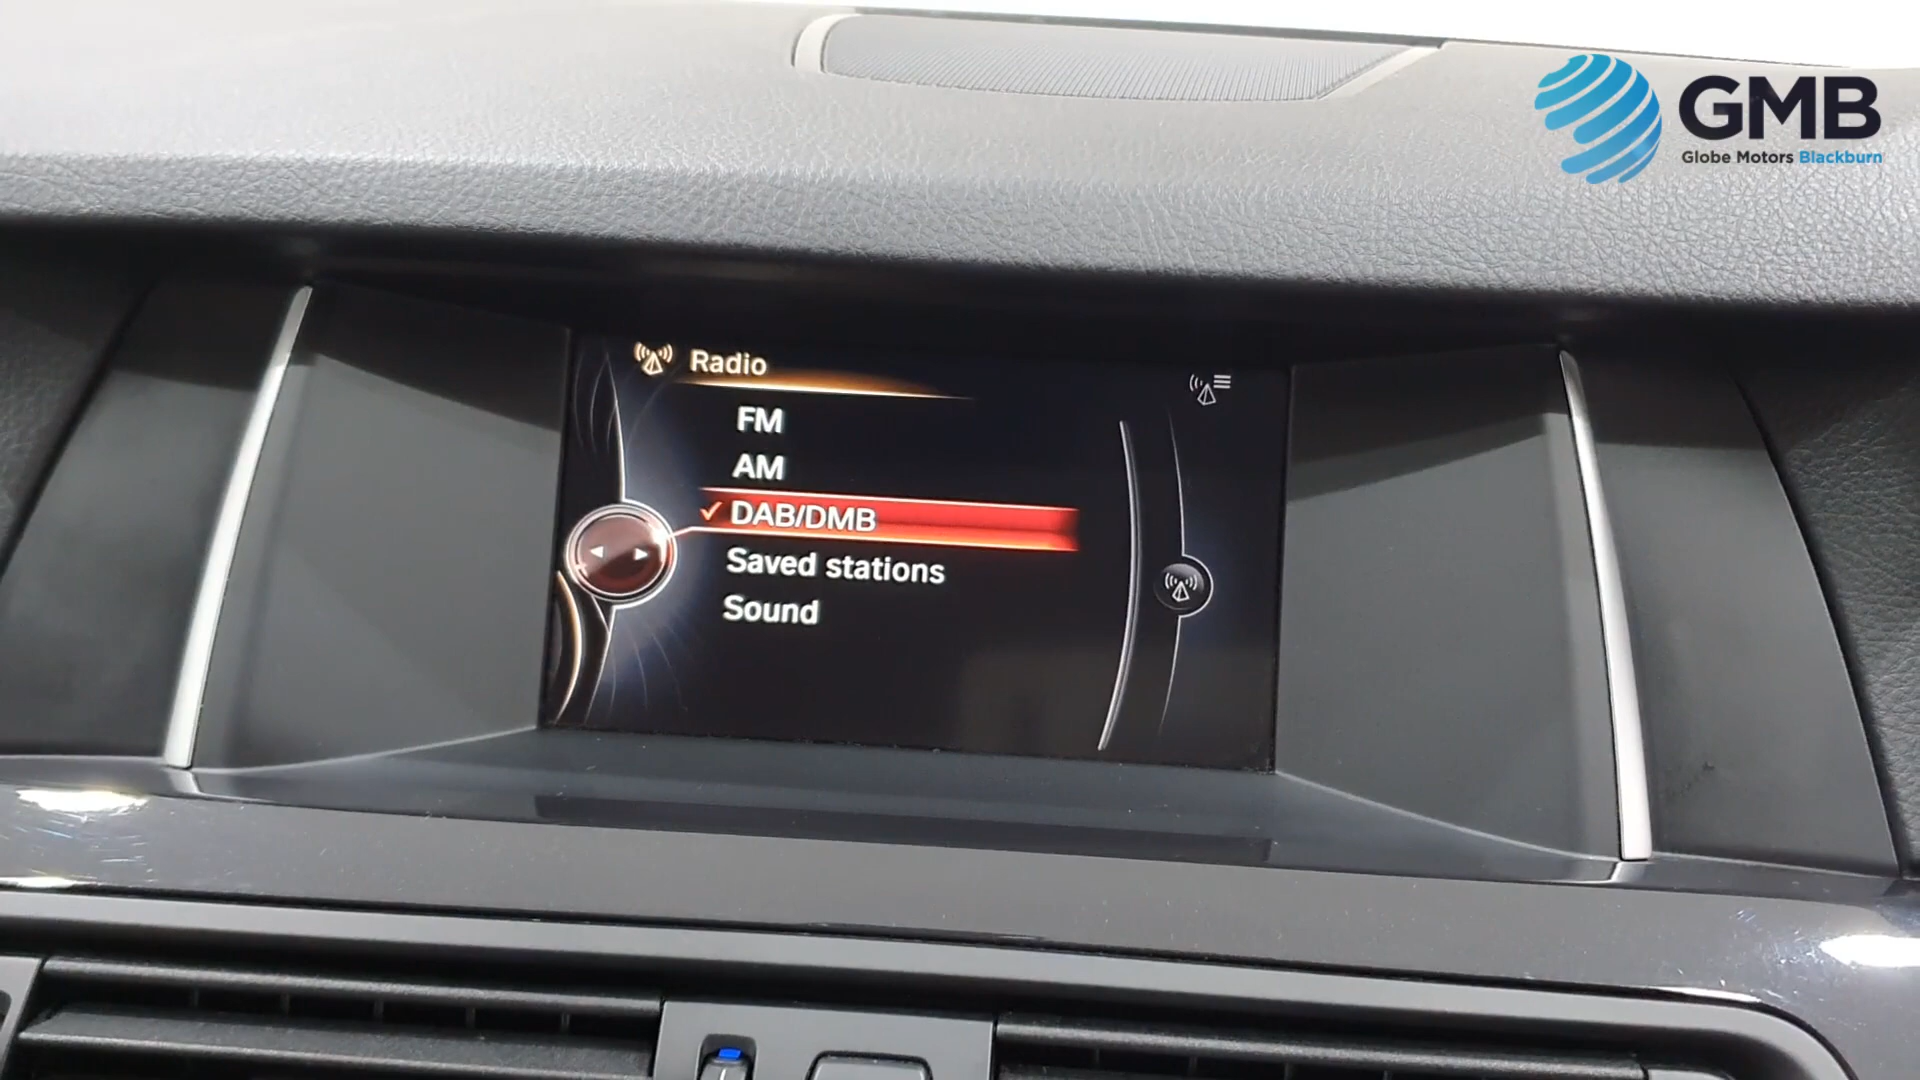 GMB
Globe Motors Blackburn
Radio
FM
AM
✓ DAB/DMB
Saved stations
Sound